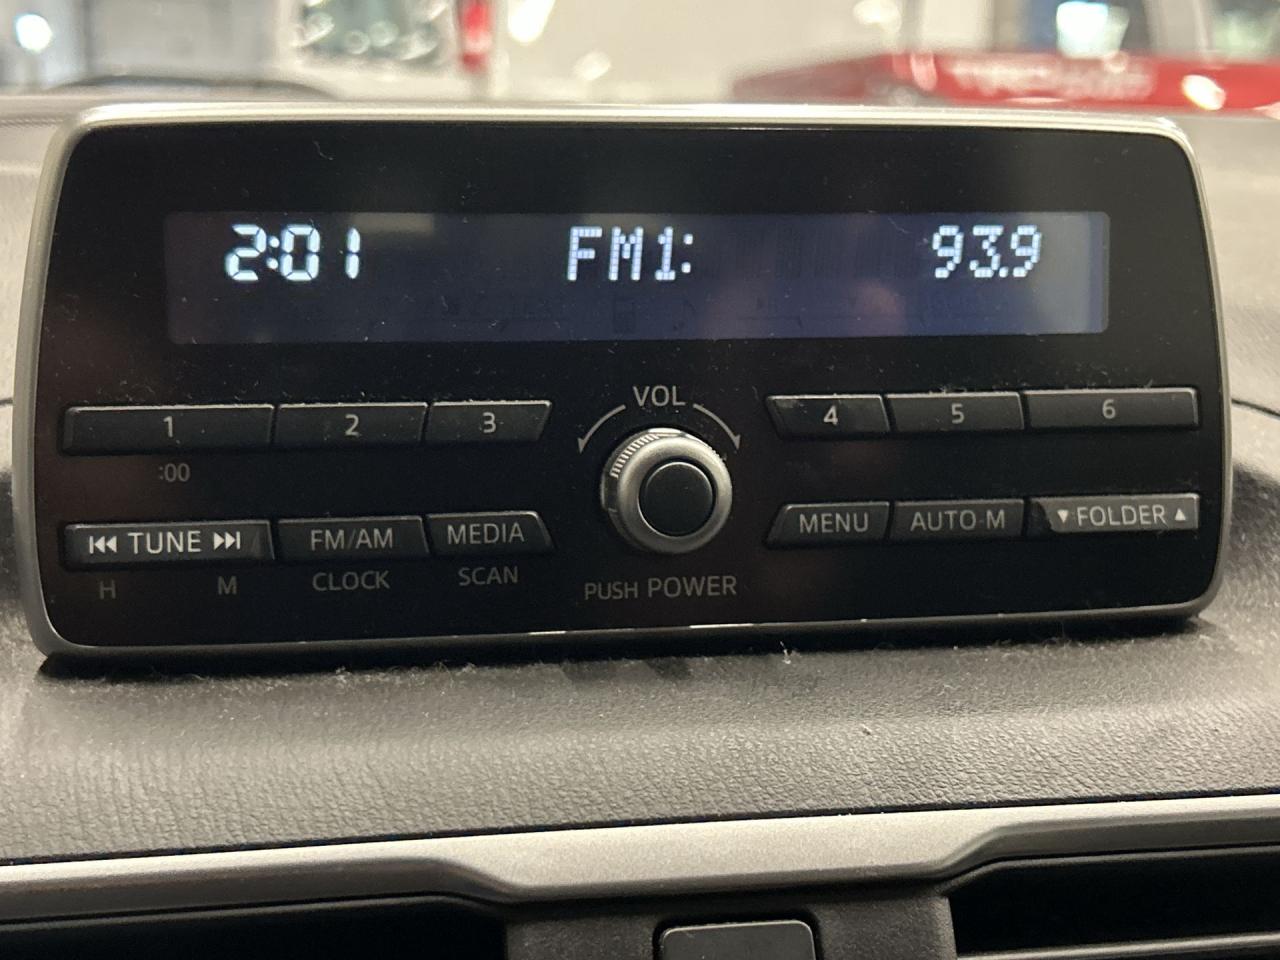 2:01 FM1: 93.9
VOL
1 2 3 4 5 6
:00
TUNE FM/AM MEDIA MENU AUTO-M ▼FOLDER▲
H M CLOCK SCAN PUSH POWER